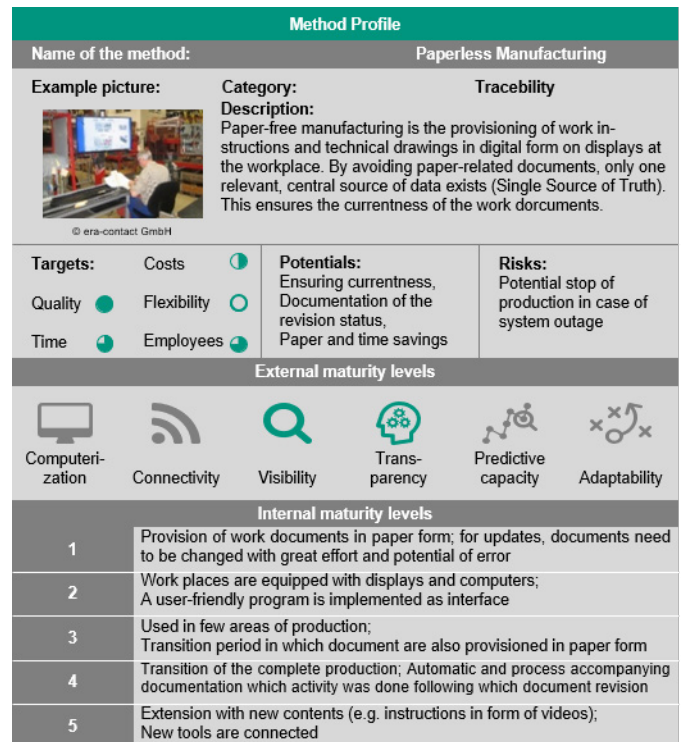 Method Profile
Name of the method: Paperless Manufacturing
Example picture:
© era-contact GmbH
Category: Tracebility
Description:
Paper-free manufacturing is the provisioning of work in-
structions and technical drawings in digital form on displays at
the workplace. By avoiding paper-related documents, only one
relevant, central source of data exists (Single Source of Truth).
This ensures the currentness of the work dorcuments.
Targets:
Costs
Quality
Flexibility
Time
Employees
Potentials:
Ensuring currentness,
Documentation of the
revision status,
Paper and time savings
Risks:
Potential stop of
production in case of
system outage
External maturity levels
Computeri-
zation
Connectivity
Visibility
Trans-
parency
Predictive
capacity
Adaptability
Internal maturity levels
1
Provision of work documents in paper form; for updates, documents need
to be changed with great effort and potential of error
2
Work places are equipped with displays and computers;
A user-friendly program is implemented as interface
3
Used in few areas of production;
Transition period in which document are also provisioned in paper form
4
Transition of the complete production; Automatic and process accompanying
documentation which activity was done following which document revision
5
Extension with new contents (e.g. instructions in form of videos);
New tools are connected